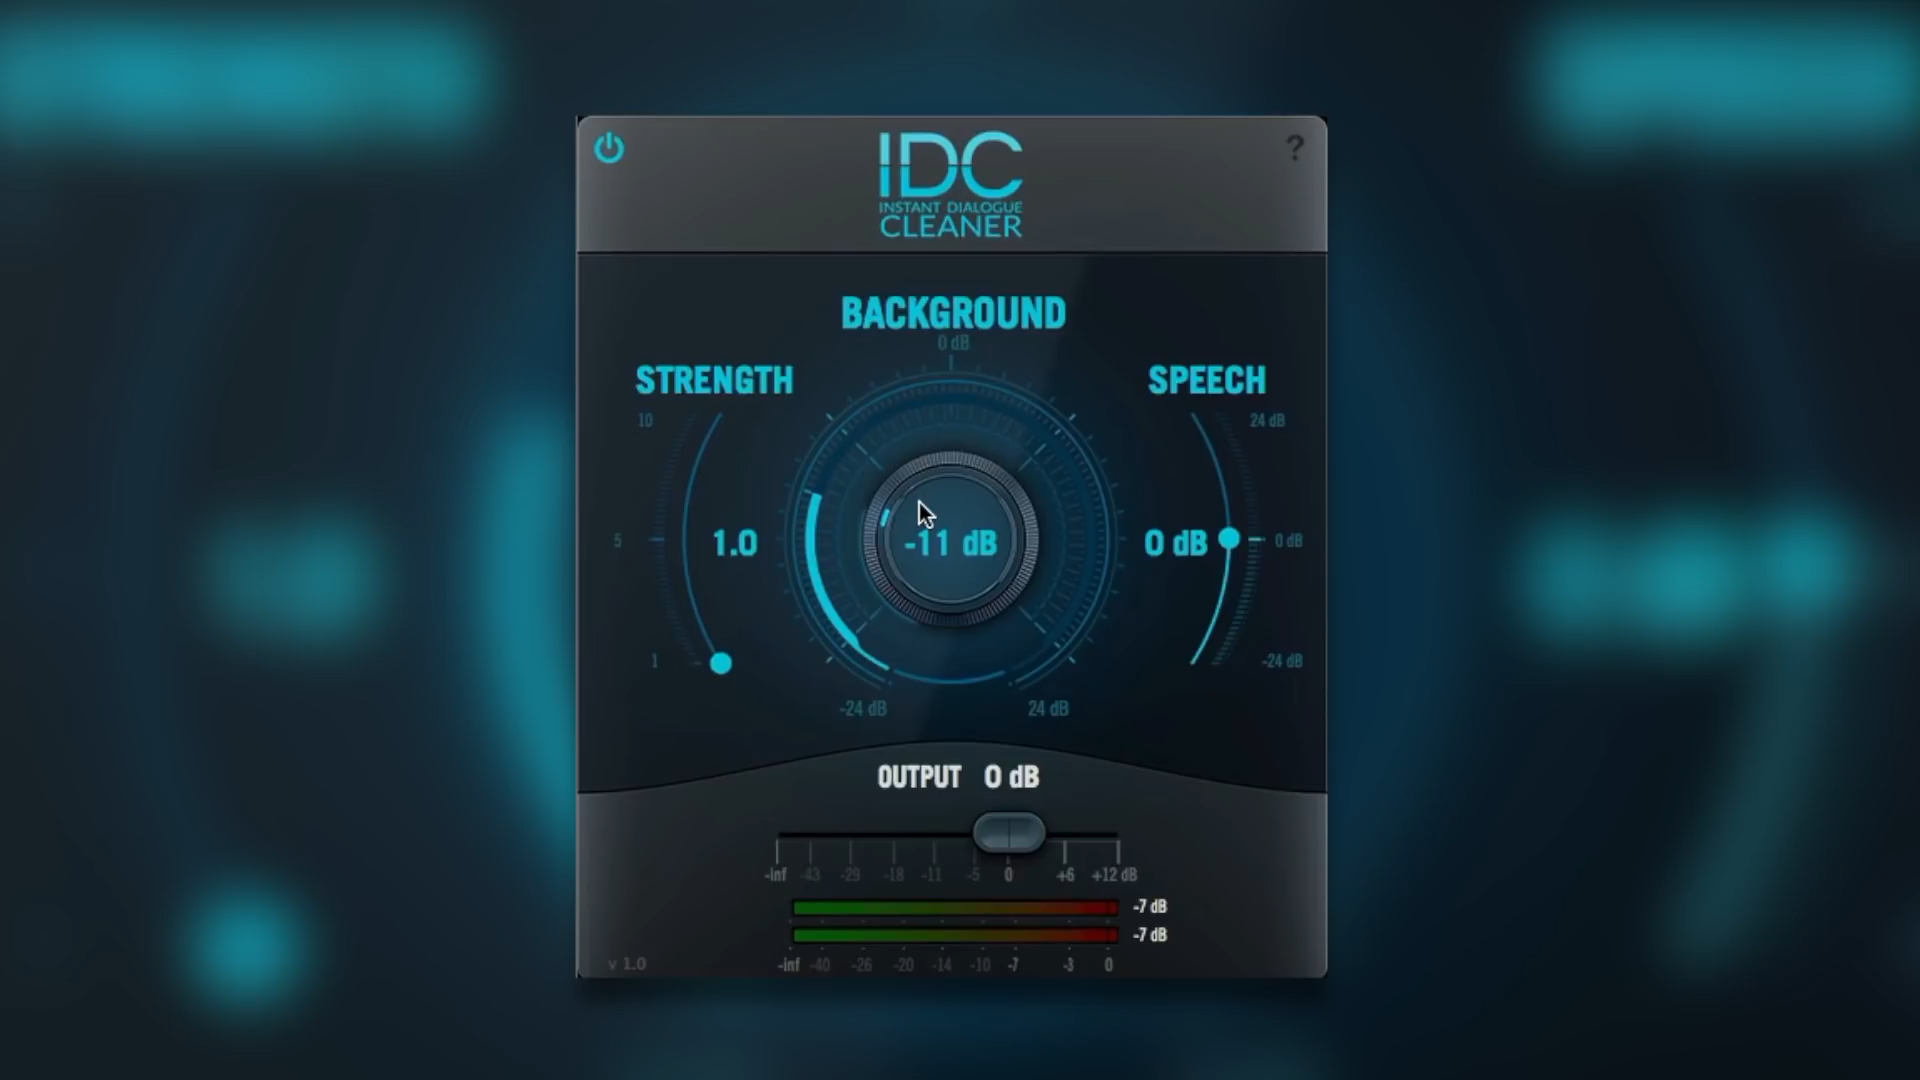 IDC
INSTANT DIALOGUE
CLEANER
?
BACKGROUND
0 dB
STRENGTH
SPEECH
10
24 dB
5
1.0
-11 dB
0 dB
0 dB
1
-24 dB
-24 dB
24 dB
OUTPUT 0 dB
-inf -43 -29 -18 -11 -5 0 +6 +12 dB
-7 dB
-7 dB
v 1.0
-inf -40 -26 -20 -14 -10 -7 -3 0